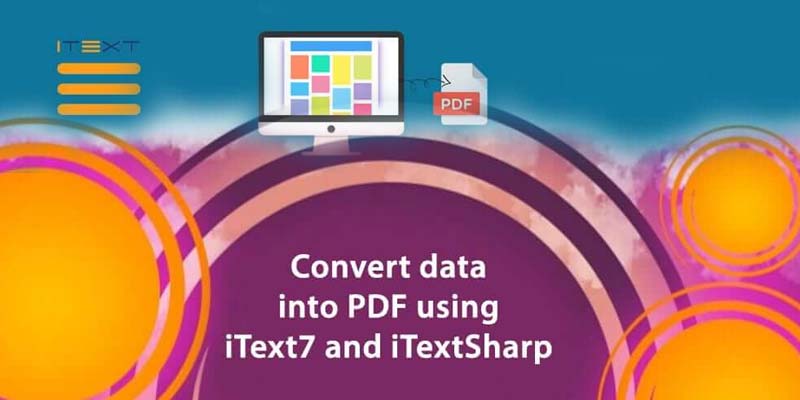 ITEXT
PDF
Convert data
into PDF using
iText7 and iTextSharp